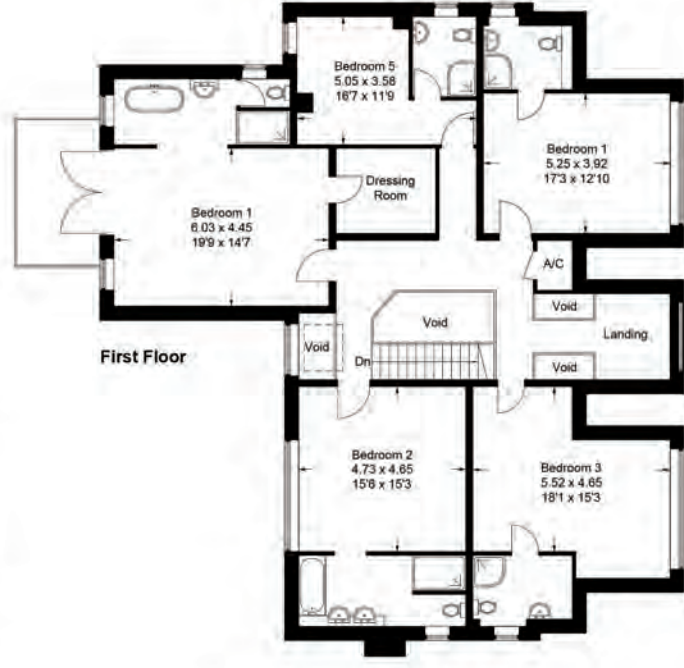 Bedroom 5
5.05 x 3.58
16'7 x 11'9
Bedroom 1
5.25 x 3.92
17'3 x 12'10
Dressing
Room
Bedroom 1
6.03 x 4.45
19'9 x 14'7
A/C
Void
Landing
Void
Void
Void
Dn
First Floor
Bedroom 2
4.73 x 4.65
15'6 x 15'3
Bedroom 3
5.52 x 4.65
18'1 x 15'3